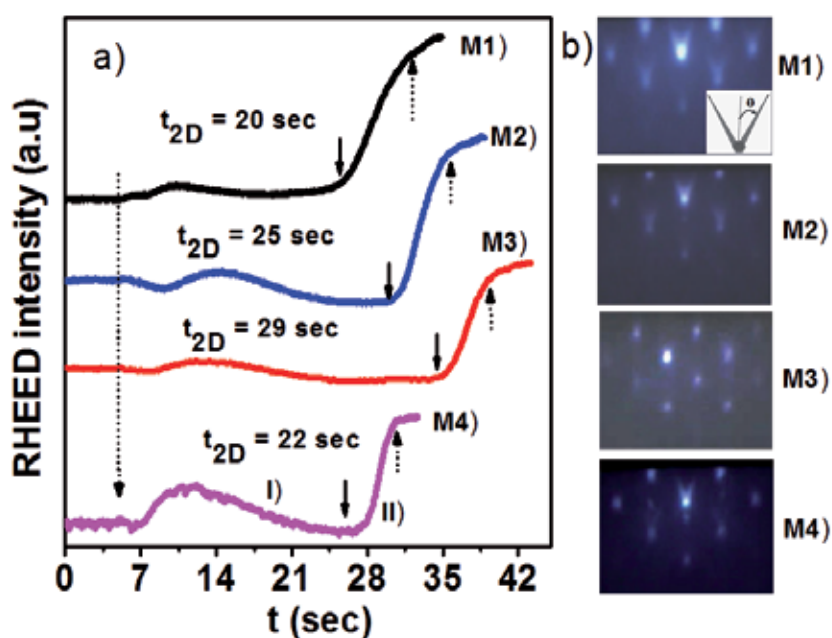 a)
M1)
t2D = 20 sec
M2)
t2D = 25 sec
M3)
t2D = 29 sec
M4)
t2D = 22 sec
I)
II)
RHEED intensity (a.u)
0 7 14 21 28 35 42
t (sec)
b)
M1)
θ
M2)
M3)
M4)